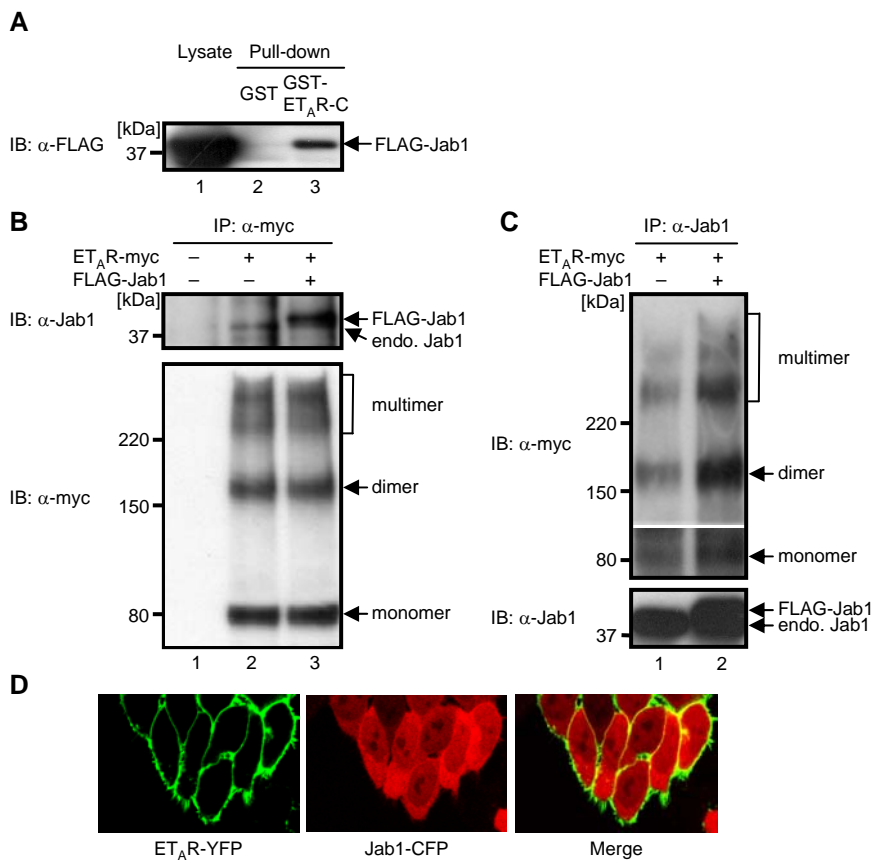 A
Lysate Pull-down
GST GST-ETAR-C
[kDa]
IB: α-FLAG 37 FLAG-Jab1
1 2 3
B
IP: α-myc
ETAR-myc – + +
FLAG-Jab1 – – +
[kDa]
IB: α-Jab1 FLAG-Jab1
37 endo. Jab1
multimer
220
IB: α-myc dimer
150
80 monomer
1 2 3
C
IP: α-Jab1
ETAR-myc + +
FLAG-Jab1 – +
[kDa]
multimer
220
IB: α-myc
dimer
150
80 monomer
IB: α-Jab1 FLAG-Jab1
37 endo. Jab1
1 2
D
ETAR-YFP Jab1-CFP Merge